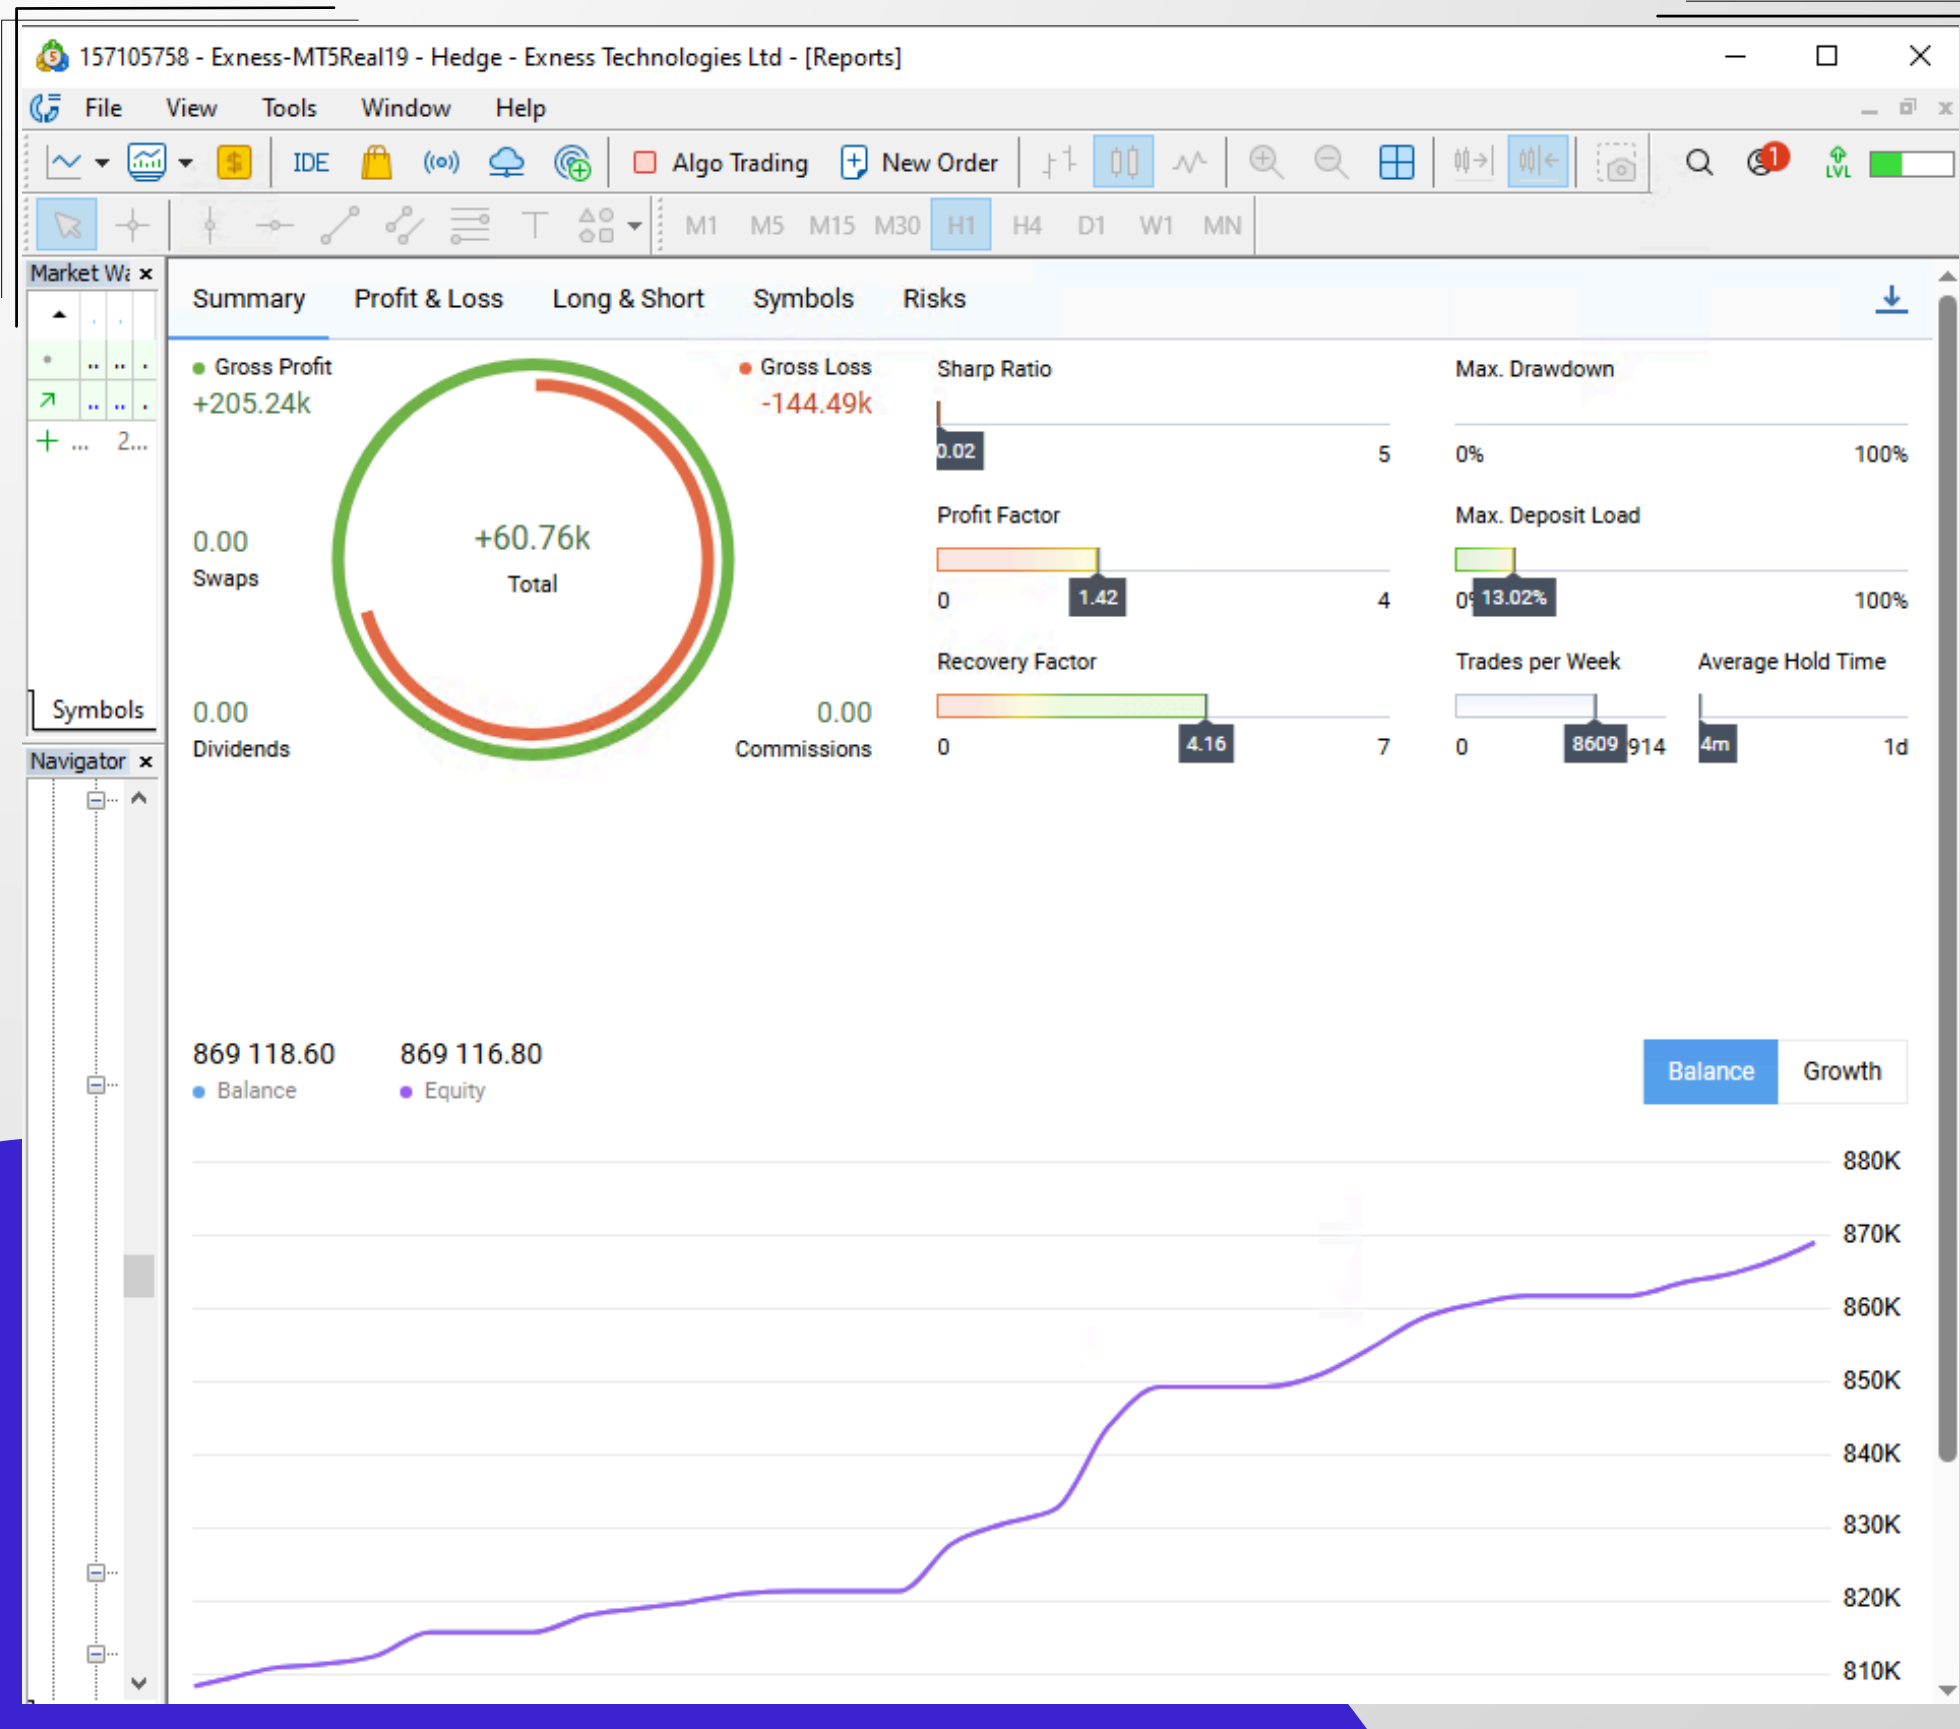 157105758 - Exness-MT5Real19 - Hedge - Exness Technologies Ltd - [Reports]
File View Tools Window Help
IDE Algo Trading New Order 1 LVL
T M1 M5 M15 M30 H1 H4 D1 W1 MN
Market Wa
Summary Profit & Loss Long & Short Symbols Risks
Gross Profit
+205.24k
Gross Loss
-144.49k
+60.76k
Total
0.00
Swaps
0.00
Dividends
0.00
Commissions
Sharp Ratio
0.02 5
Max. Drawdown
0% 100%
Profit Factor
0 1.42 4
Max. Deposit Load
13.02% 100%
Recovery Factor
0 4.16 7
Trades per Week
0 8609 914
Average Hold Time
4m 1d
... 2...
Symbols
Navigator
869 118.60
Balance
869 116.80
Equity
Balance Growth
880K
870K
860K
850K
840K
830K
820K
810K